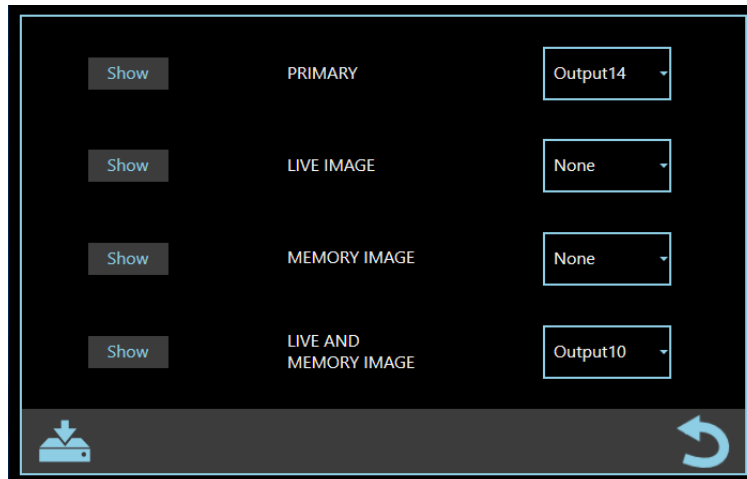 Show PRIMARY Output14
Show LIVE IMAGE None
Show MEMORY IMAGE None
Show LIVE AND
MEMORY IMAGE Output10